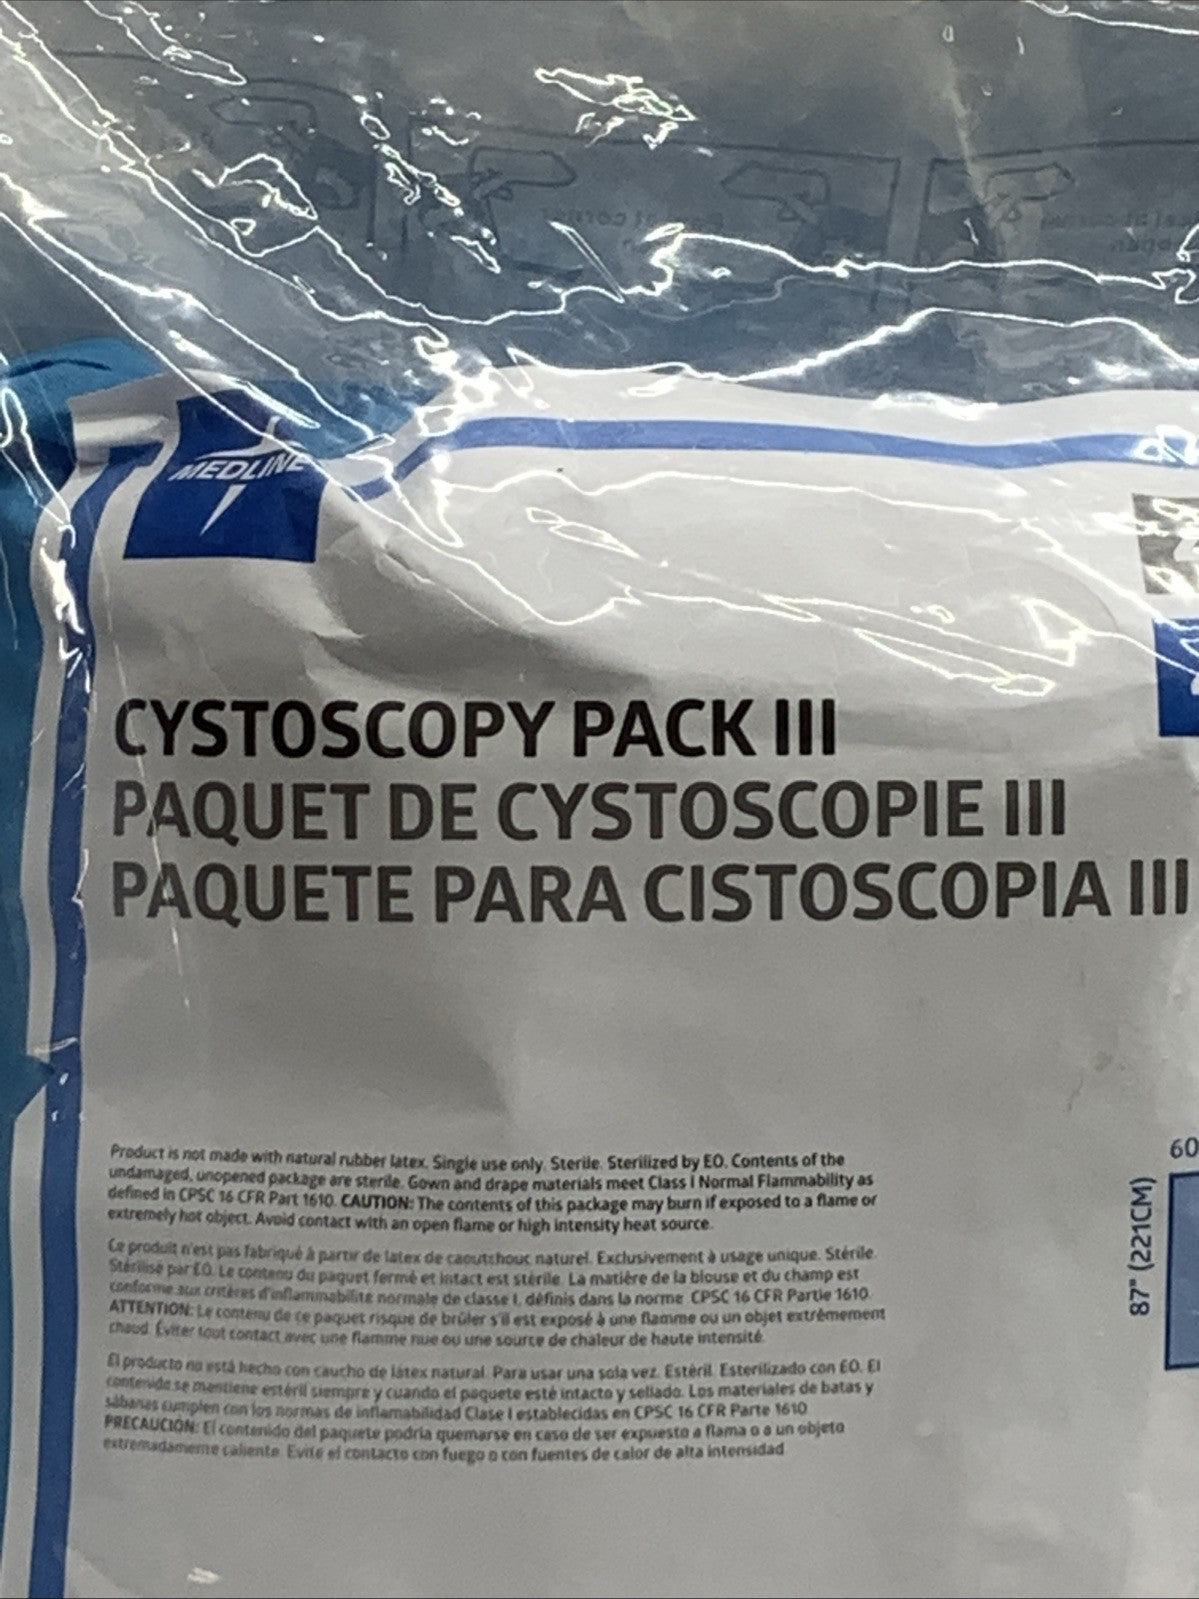 MEDLINE
CYSTOSCOPY PACK III
PAQUET DE CYSTOSCOPIE III
PAQUETE PARA CISTOSCOPIA III
Product is not made with natural rubber latex. Single use only. Sterile. Sterilized by EO. Contents of the
undamaged, unopened package are sterile. Gown and drape materials meet Class I Normal Flammability as
defined in CPSC 16 CFR Part 1610. CAUTION: The contents of this package may burn if exposed to a flame or
extremely hot object. Avoid contact with an open flame or high intensity heat source.
Ce produit n'est pas fabriqué à partir de latex de caoutchouc naturel. Exclusivement à usage unique. Stérile.
Stérilisé par EO. Le contenu du paquet fermé et intact est stérile. La matière de la blouse et du champ est
conforme aux critères d'inflammabilité normale de classe I, définis dans la norme CPSC 16 CFR Partie 1610.
ATTENTION: Le contenu de ce paquet risque de brûler s'il est exposé à une flamme ou un objet extrêmement
chaud. Éviter tout contact avec une flamme nue ou une source de chaleur de haute intensité.
El producto no está hecho con caucho de látex natural. Para usar una sola vez. Estéril. Esterilizado con EO. El
contenido se mantiene estéril siempre y cuando el paquete esté intacto y sellado. Los materiales de batas y
sábanas cumplen con los normas de inflamabilidad Clase I establecidas en CPSC 16 CFR Parte 1610
PRECAUCIÓN: El contenido del paquete podría quemarse en caso de ser expuesto a flama o a un objeto
extremadamente caliente. Evite el contacto con fuego o con fuentes de calor de alta intensidad
60
87" (221CM)